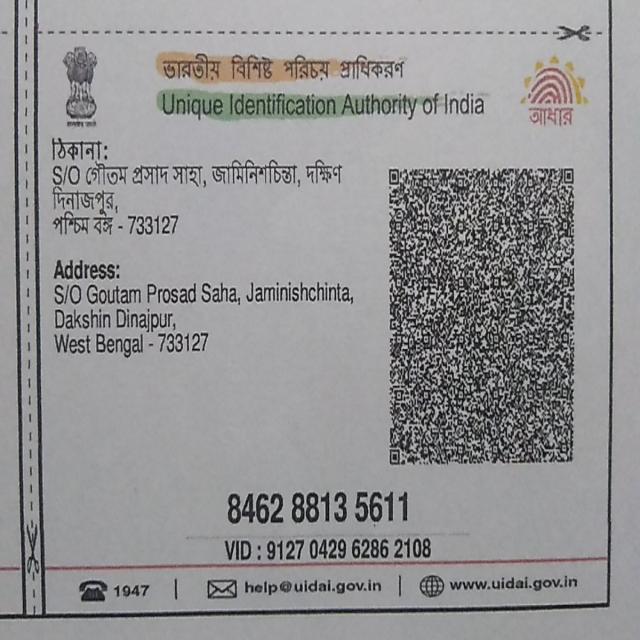 ভারতীয় বিশিষ্ট পরিচয় প্রাধিকরণ
Unique Identification Authority of India
আধার
ঠিকানা:
S/O গৌতম প্রসাদ সাহা, জামিনিশচিন্তা, দক্ষিণ
দিনাজপুর,
পশ্চিম বঙ্গ - 733127
Address:
S/O Goutam Prosad Saha, Jaminishchinta,
Dakshin Dinajpur,
West Bengal - 733127
8462 8813 5611
VID : 9127 0429 6286 2108
1947 | help@uidai.gov.in | www.uidai.gov.in